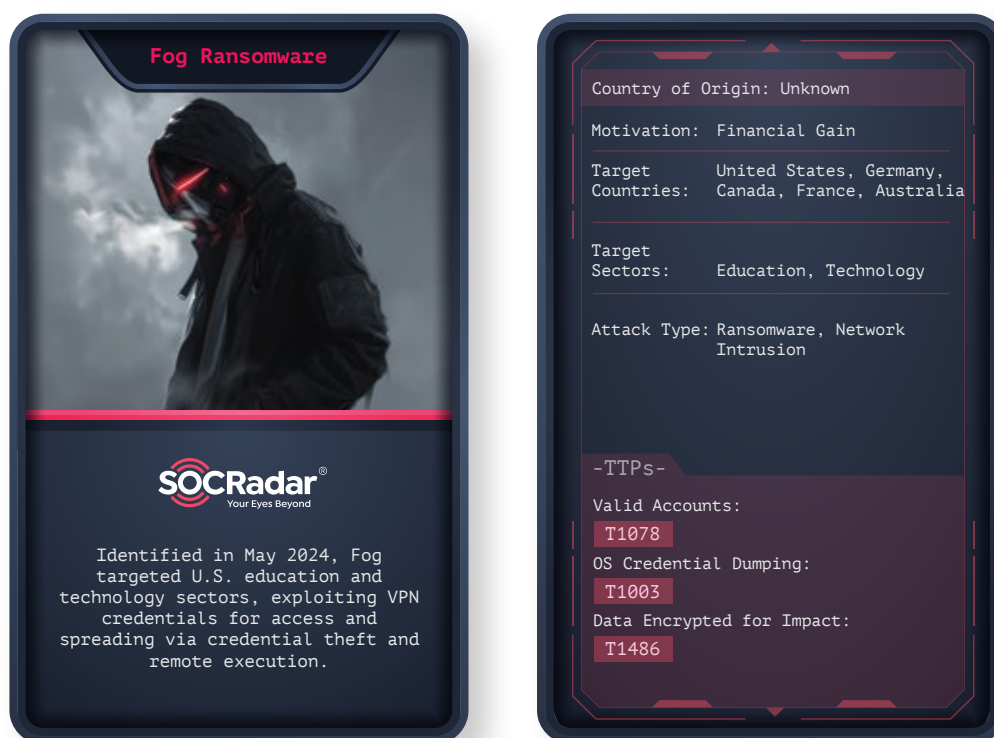 Fog Ransomware
SOCRadar®
Your Eyes Beyond
Identified in May 2024, Fog
targeted U.S. education and
technology sectors, exploiting VPN
credentials for access and
spreading via credential theft and
remote execution.
Country of Origin: Unknown
Motivation: Financial Gain
Target United States, Germany,
Countries: Canada, France, Australia
Target
Sectors: Education, Technology
Attack Type: Ransomware, Network
Intrusion
-TTPs-
Valid Accounts:
T1078
OS Credential Dumping:
T1003
Data Encrypted for Impact:
T1486